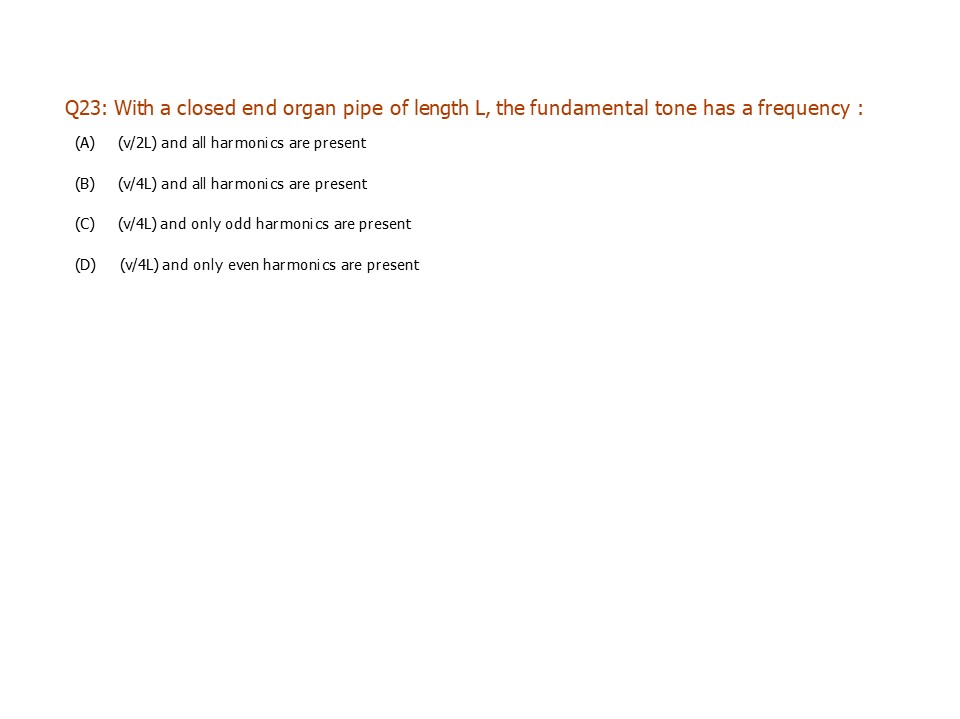 Q23: With a closed end organ pipe of length L, the fundamental tone has a frequency :
(A) (v/2L) and all harmonics are present
(B) (v/4L) and all harmonics are present
(C) (v/4L) and only odd harmonics are present
(D) (v/4L) and only even harmonics are present